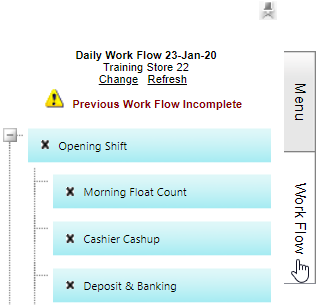 Daily Work Flow 23-Jan-20
Training Store 22
Change Refresh
Previous Work Flow Incomplete
Opening Shift
Morning Float Count
Cashier Cashup
Deposit & Banking
Menu
Work Flow